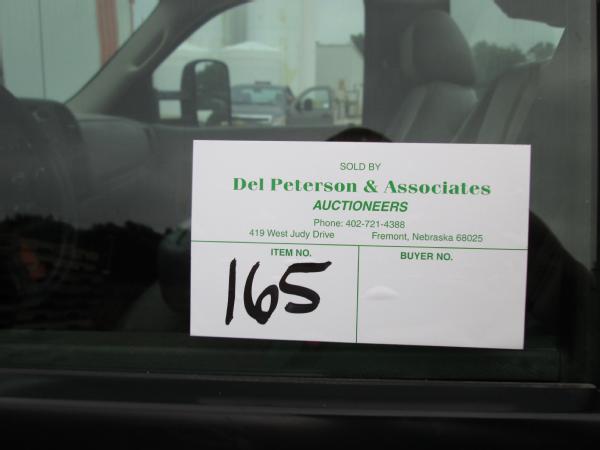 SOLD BY
Del Peterson & Associates
AUCTIONEERS
Phone: 402-721-4388
419 West Judy Drive Fremont, Nebraska 68025
ITEM NO. BUYER NO.
165